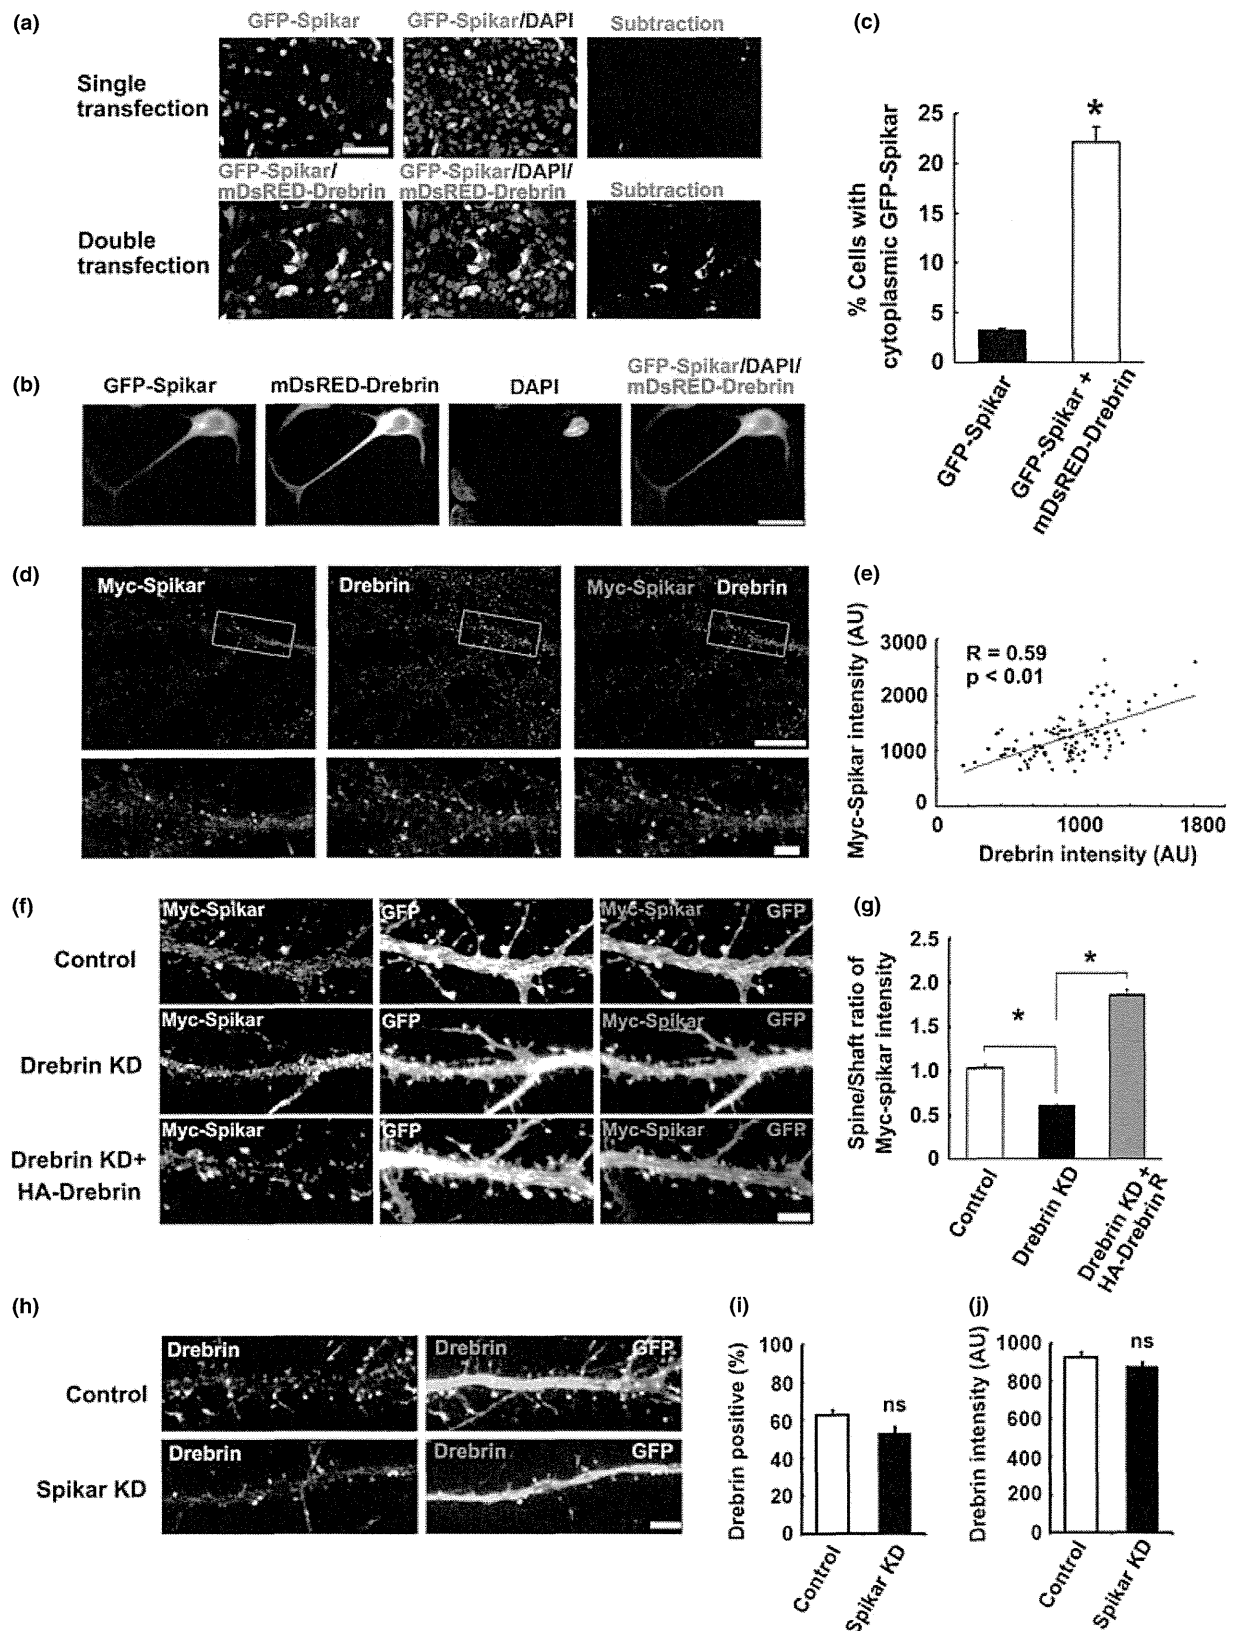 (a)
GFP-Spikar
GFP-Spikar/DAPI
Subtraction
Single
transfection
GFP-Spikar/
mDsRED-Drebrin
GFP-Spikar/DAPI/
mDsRED-Drebrin
Subtraction
Double
transfection
(b)
GFP-Spikar
mDsRED-Drebrin
DAPI
GFP-Spikar/DAPI/
mDsRED-Drebrin
(c)
% Cells with
cytoplasmic GFP-Spikar
25
20
15
10
5
0
*
GFP-Spikar
GFP-Spikar +
mDsRED-Drebrin
(d)
Myc-Spikar
Drebrin
Myc-Spikar
Drebrin
(e)
Myc-Spikar intensity (AU)
3000
2000
1000
0
R = 0.59
p < 0.01
0
1000
1800
Drebrin intensity (AU)
(f)
Control
Myc-Spikar
GFP
Myc-Spikar
GFP
Drebrin KD
Myc-Spikar
GFP
Myc-Spikar
GFP
Drebrin KD+
HA-Drebrin
Myc-Spikar
GFP
Myc-Spikar
GFP
(g)
Spine/Shaft ratio of
Myc-spikar intensity
2.5
2.0
1.5
1.0
0.5
0
*
*
Control
Drebrin KD
Drebrin KD +
HA-Drebrin R
(h)
Control
Drebrin
Drebrin
GFP
Spikar KD
Drebrin
Drebrin
GFP
(i)
Drebrin positive (%)
100
80
60
40
20
0
ns
Control
Spikar KD
(j)
Drebrin intensity (AU)
1000
800
600
400
200
0
ns
Control
Spikar KD